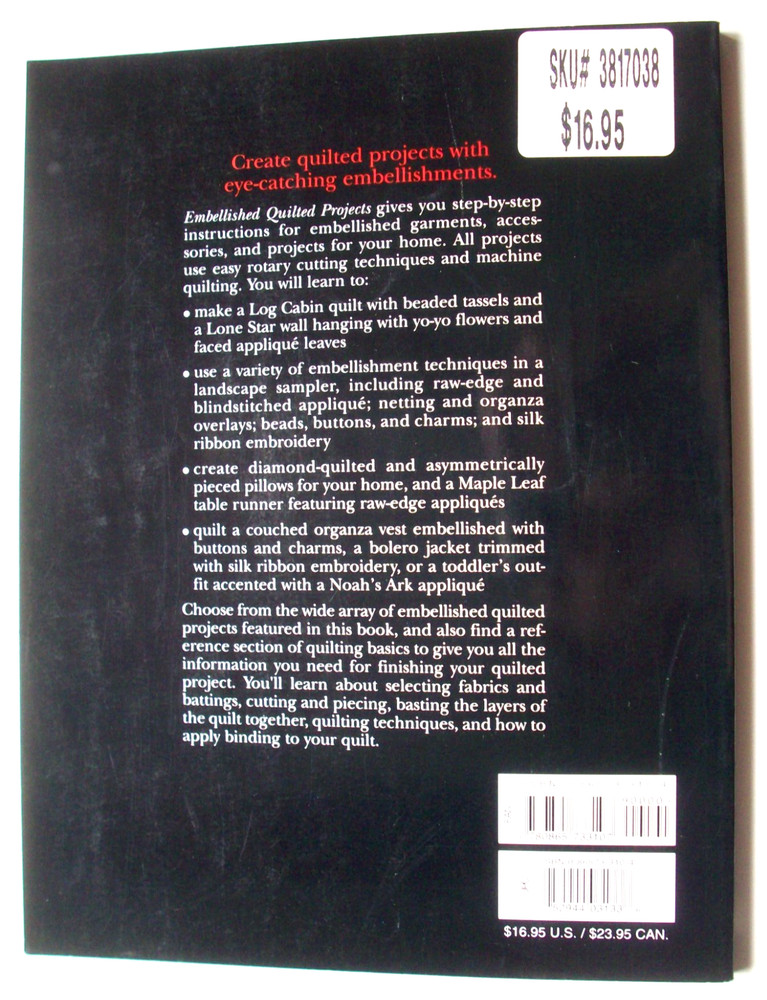 SKU# 3817038
$16.95
Create quilted projects with
eye-catching embellishments.
Embellished Quilted Projects gives you step-by-step
instructions for embellished garments, acces-
sories, and projects for your home. All projects
use easy rotary cutting techniques and machine
quilting. You will learn to:
• make a Log Cabin quilt with beaded tassels and
a Lone Star wall hanging with yo-yo flowers and
faced appliqué leaves
• use a variety of embellishment techniques in a
landscape sampler, including raw-edge and
blindstitched appliqué; netting and organza
overlays; beads, buttons, and charms; and silk
ribbon embroidery
• create diamond-quilted and asymmetrically
pieced pillows for your home, and a Maple Leaf
table runner featuring raw-edge appliqués
• quilt a couched organza vest embellished with
buttons and charms, a bolero jacket trimmed
with silk ribbon embroidery, or a toddler's out-
fit accented with a Noah's Ark appliqué
Choose from the wide array of embellished quilted
projects featured in this book, and also find a ref-
erence section of quilting basics to give you all the
information you need for finishing your quilted
project. You'll learn about selecting fabrics and
battings, cutting and piecing, basting the layers of
the quilt together, quilting techniques, and how to
apply binding to your quilt.
$16.95 U.S. / $23.95 CAN.